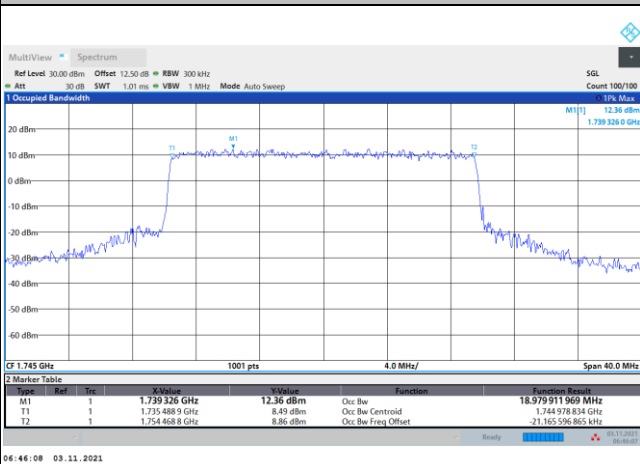 MultiView Spectrum
Ref Level 30.00 dBm Offset 12.50 dB RBW 300 kHz SGL
Att 30 dB SWT 1.01 ms VBW 1 MHz Mode Auto Sweep Count 100/100
1 Occupied Bandwidth 1Pk Max
M1[1] 12.36 dBm
1.739 326 0 GHz
20 dBm
M1
T1 T2
10 dBm
0 dBm
-10 dBm
-20 dBm
-30 dBm
-40 dBm
-50 dBm
-60 dBm
CF 1.745 GHz 1001 pts 4.0 MHz/ Span 40.0 MHz
2 Marker Table
Type Ref Trc X-Value Y-Value Function Function Result
M1 1 1.739 326 GHz 12.36 dBm Occ Bw 18.979 911 969 MHz
T1 1 1.735 488 9 GHz 8.49 dBm Occ Bw Centroid 1.744 978 834 GHz
T2 1 1.754 468 8 GHz 8.86 dBm Occ Bw Freq Offset -21.165 596 865 kHz
Ready 03.11.2021
06:46:07
06:46:08 03.11.2021